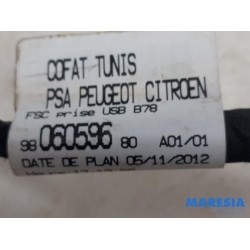 COFAT TUNIS
PSA PEUGEOT CITROEN
FSC prise USB B78
98 060596 80 A01/01
DATE DE PLAN 05/11/2012
MARESIA